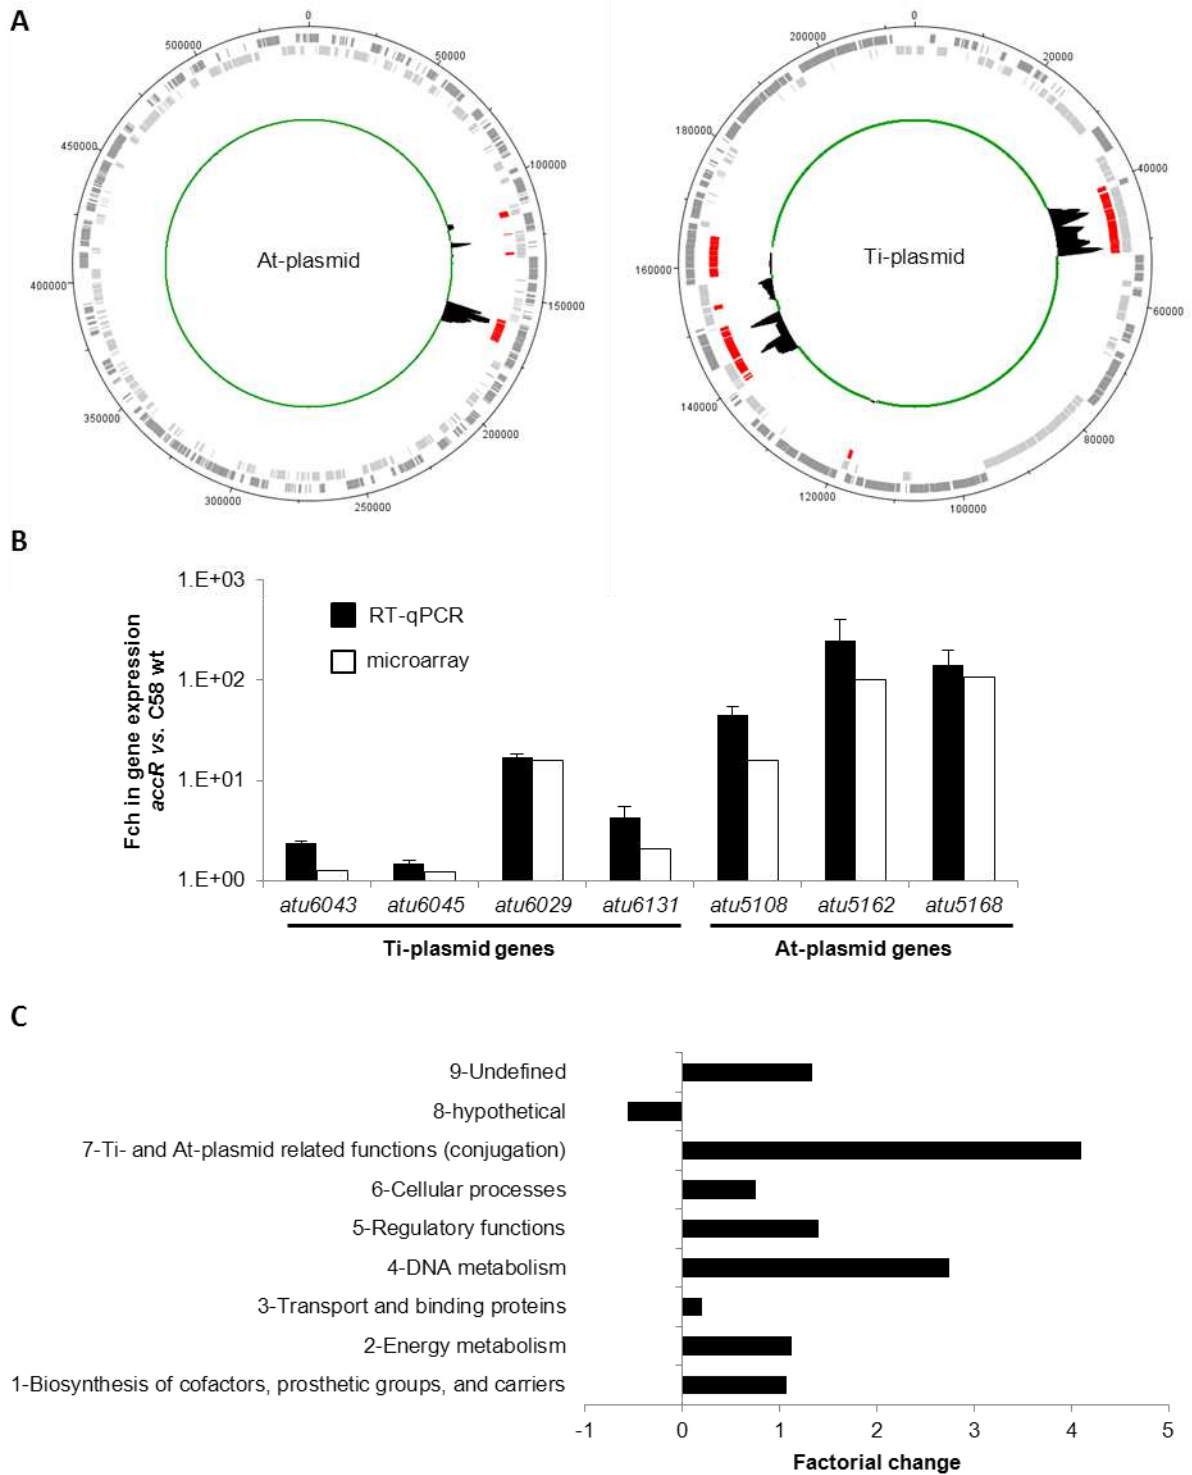 A
0
50000
100000
150000
200000
250000
300000
350000
400000
450000
500000
At-plasmid
0
20000
40000
60000
80000
100000
120000
140000
160000
180000
200000
Ti-plasmid
B
Fch in gene expression
accR vs. C58 wt
1.E+03
1.E+02
1.E+01
1.E+00
RT-qPCR
microarray
atu6043 atu6045 atu6029 atu6131 atu5108 atu5162 atu5168
Ti-plasmid genes At-plasmid genes
C
9-Undefined
8-hypothetical
7-Ti- and At-plasmid related functions (conjugation)
6-Cellular processes
5-Regulatory functions
4-DNA metabolism
3-Transport and binding proteins
2-Energy metabolism
1-Biosynthesis of cofactors, prosthetic groups, and carriers
-1 0 1 2 3 4 5
Factorial change